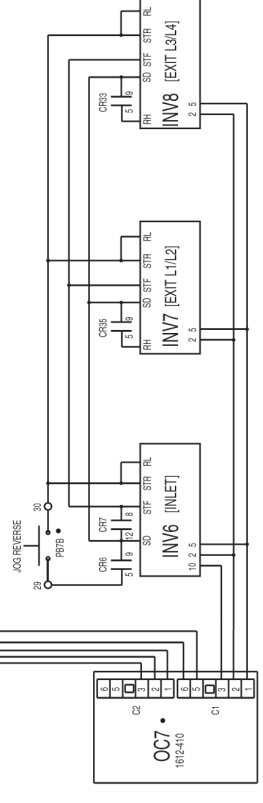 RL
STR
STF
SD
RH
CR33
5 9
INV8 [EXIT L3/L4]
2 5
RL
STR
STF
SD
RH
CR35
5 9
INV7 [EXIT L1/L2]
2 5
JOG REVERSE
30
29
PB7B
RL
STR
STF
SD
CR7
12 8
CR6
5 9
INV6 [INLET]
10 2 5
6 5 3 2 1
C2
6 5 3 2 1
C1
OC7
1612-410